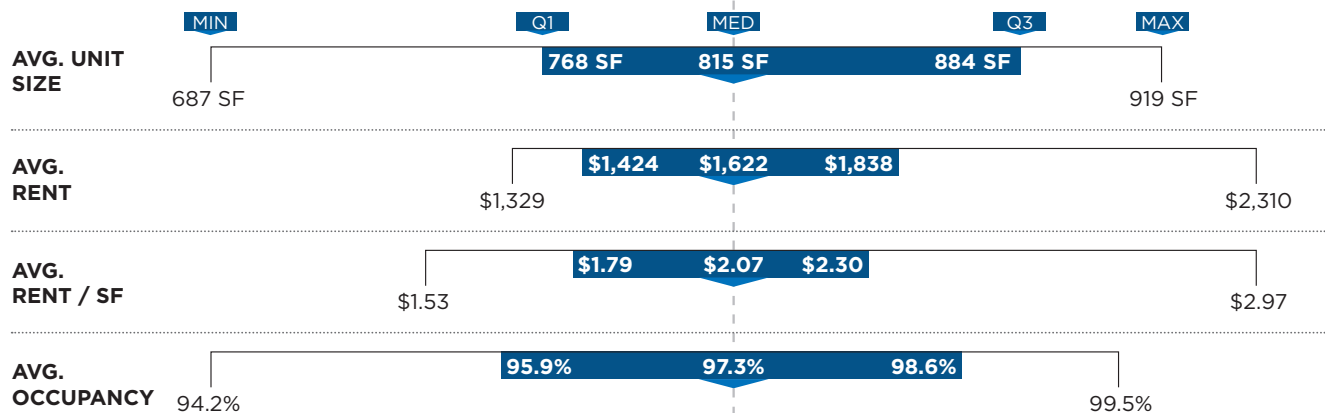 MIN Q1 MED Q3 MAX
AVG. UNIT
SIZE
768 SF 815 SF 884 SF
687 SF 919 SF
AVG.
RENT
$1,424 $1,622 $1,838
$1,329 $2,310
AVG.
RENT / SF
$1.79 $2.07 $2.30
$1.53 $2.97
AVG.
OCCUPANCY
95.9% 97.3% 98.6%
94.2% 99.5%